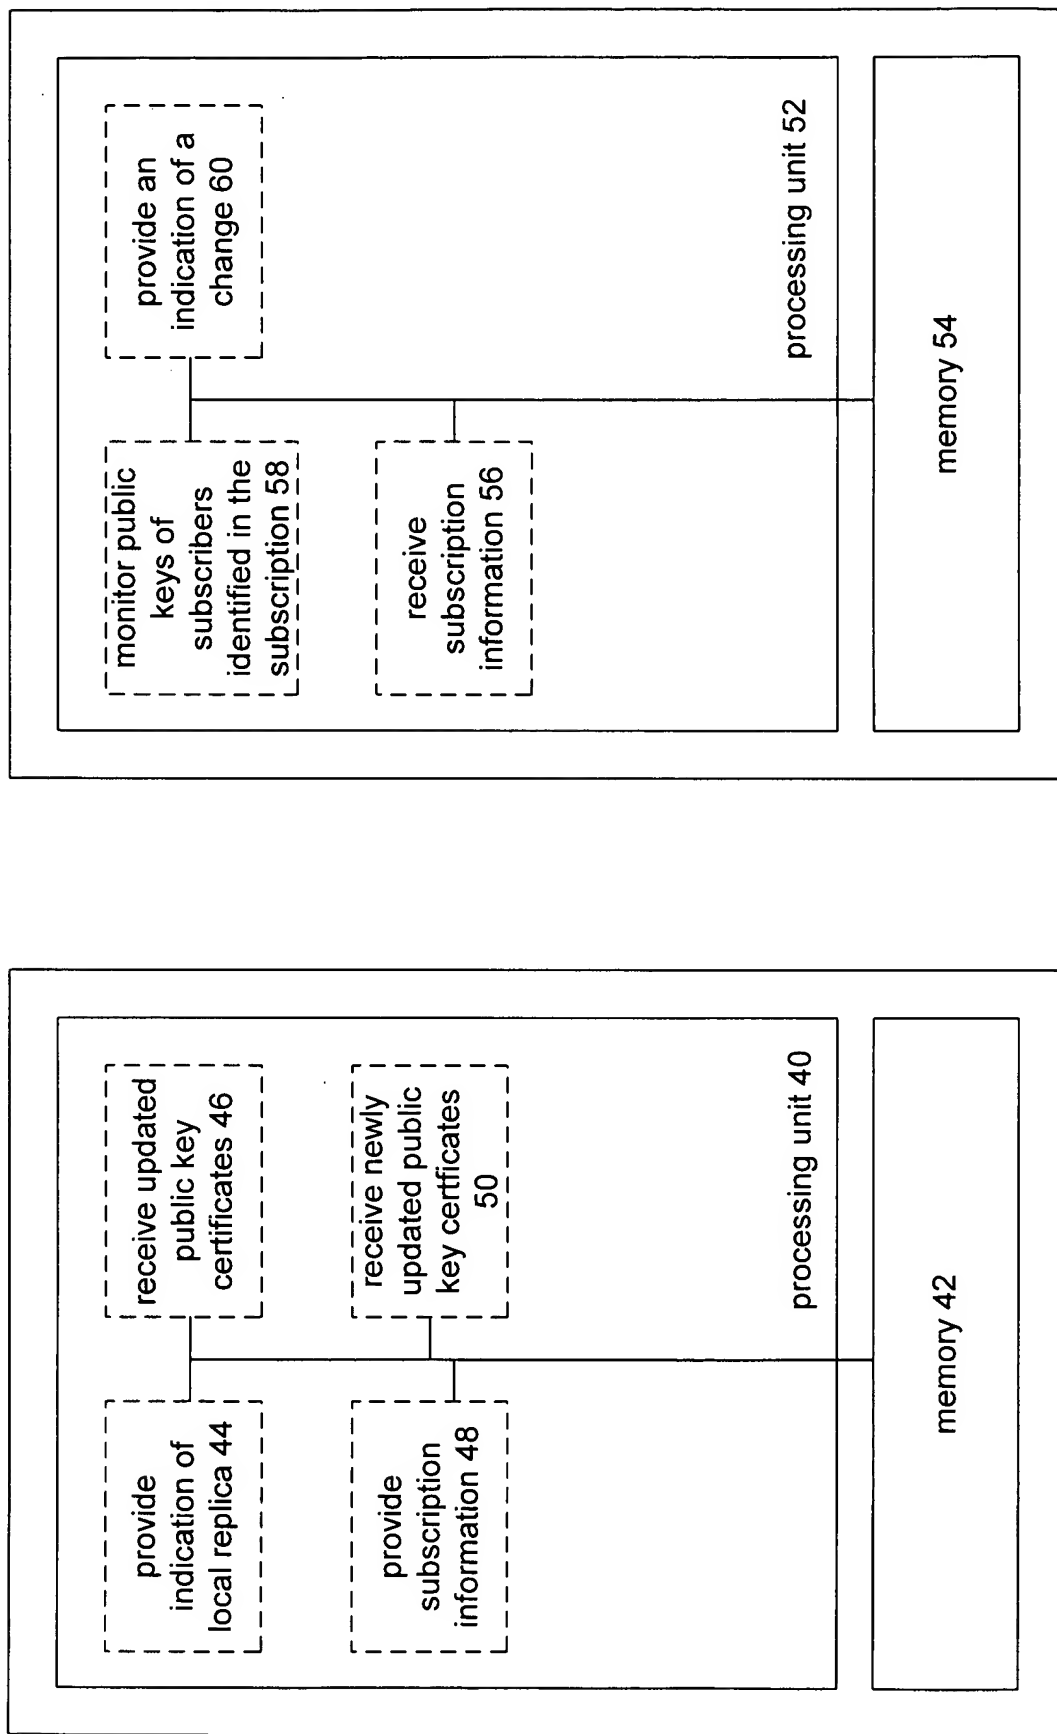 provide
indication of
local replica 44
receive updated
public key
certificates 46
provide
subscription
information 48
receive newly
updated public
key certficates
50
processing unit 40
memory 42
monitor public
keys of
subscribers
identified in the
subscription 58
provide an
indication of a
change 60
receive
subscription
information 56
processing unit 52
memory 54